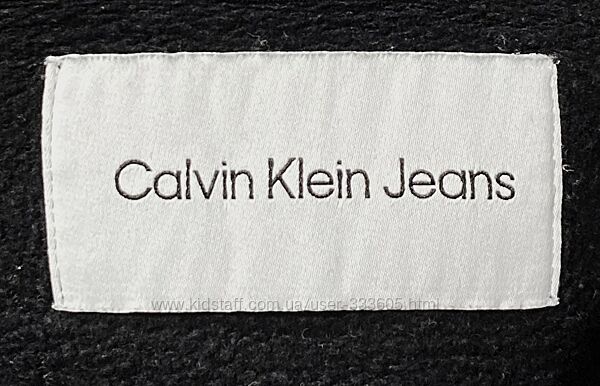 Calvin Klein Jeans
www.kidstaff.com.ua/user-333605.html